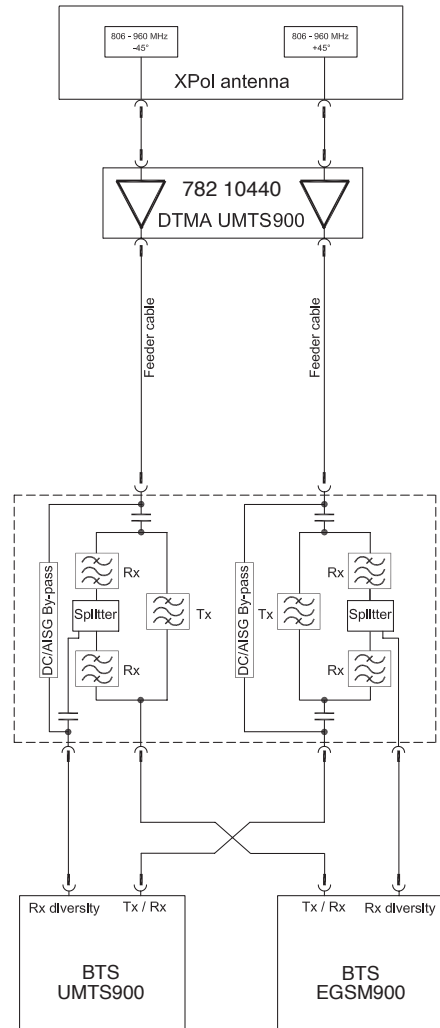 806 - 960 MHz
-45°
806 - 960 MHz
+45°
XPol antenna
782 10440
DTMA UMTS900
Feeder cable
Feeder cable
DC/AISG By-pass
Rx
Splitter
Rx
Tx
DC/AISG By-pass
Tx
Rx
Splitter
Rx
Rx diversity
Tx / Rx
BTS
UMTS900
Tx / Rx
Rx diversity
BTS
EGSM900